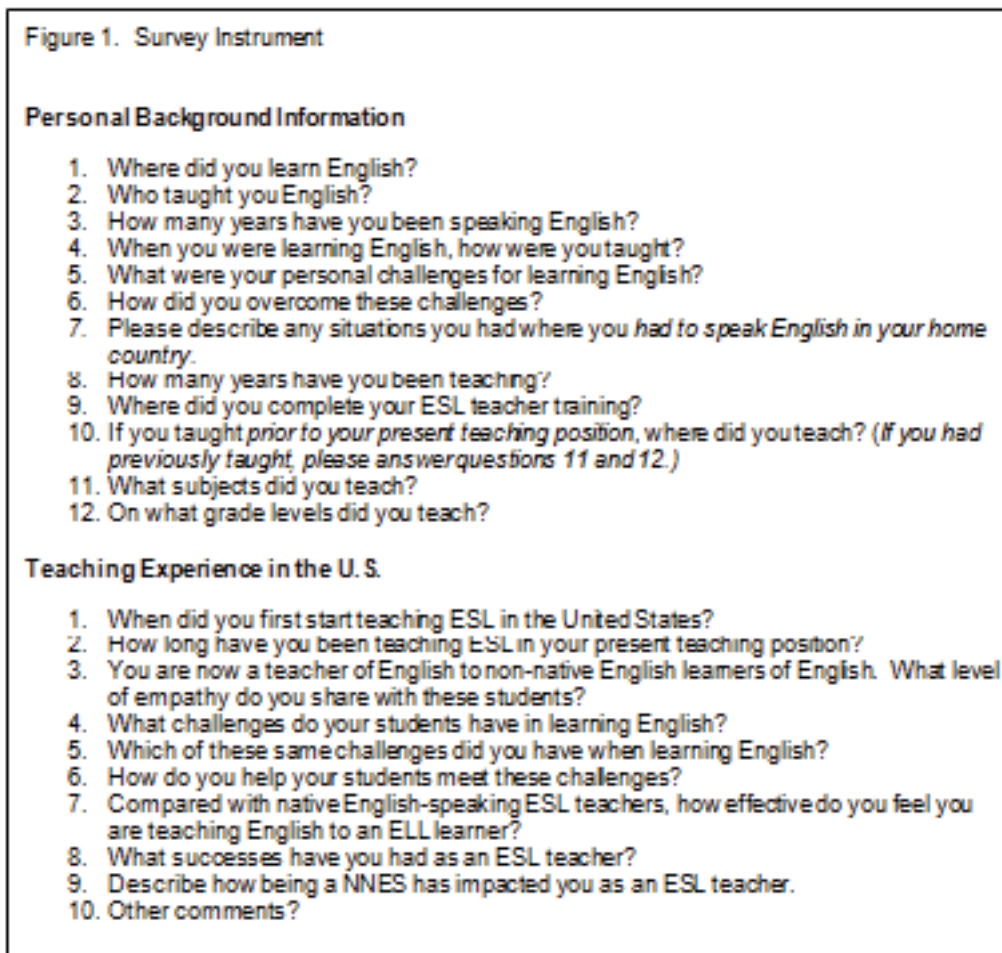 Figure 1. Survey Instrument
Personal Background Information
1. Where did you learn English?
2. Who taught you English?
3. How many years have you been speaking English?
4. When you were learning English, how were you taught?
5. What were your personal challenges for learning English?
6. How did you overcome these challenges?
7. Please describe any situations you had where you had to speak English in your home
country.
8. How many years have you been teaching?
9. Where did you complete your ESL teacher training?
10. If you taught prior to your present teaching position, where did you teach? (If you had
previously taught, please answer questions 11 and 12.)
11. What subjects did you teach?
12. On what grade levels did you teach?
Teaching Experience in the U.S.
1. When did you first start teaching ESL in the United States?
2. How long have you been teaching ESL in your present teaching position?
3. You are now a teacher of English to non-native English learners of English. What level
of empathy do you share with these students?
4. What challenges do your students have in learning English?
5. Which of these same challenges did you have when learning English?
6. How do you help your students meet these challenges?
7. Compared with native English-speaking ESL teachers, how effective do you feel you
are teaching English to an ELL learner?
8. What successes have you had as an ESL teacher?
9. Describe how being a NNES has impacted you as an ESL teacher.
10. Other comments?